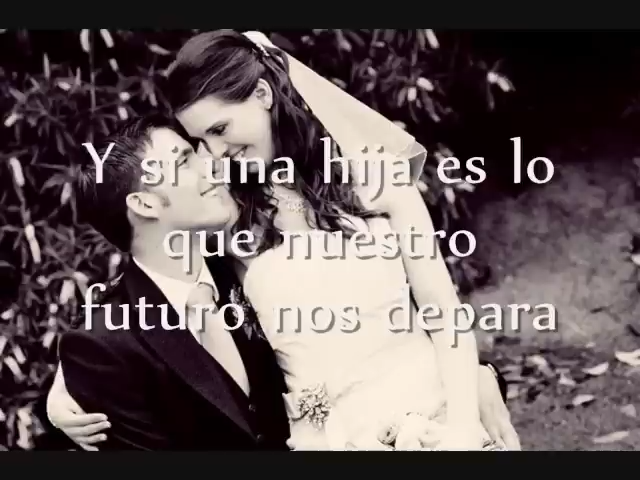 Y si una hija es lo
que nuestro
futuro nos depara